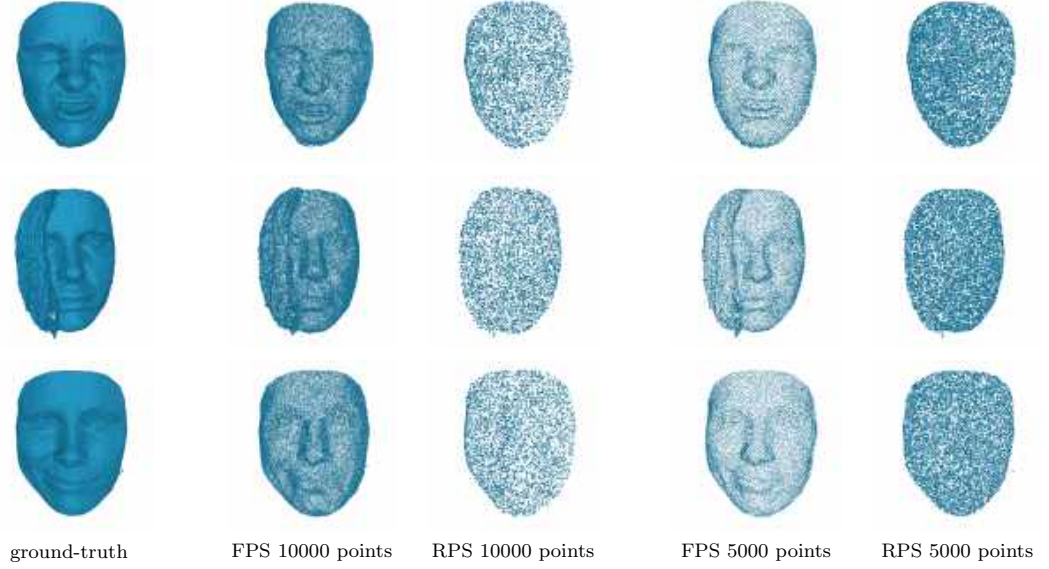 ground-truth
FPS 10000 points
RPS 10000 points
FPS 5000 points
RPS 5000 points